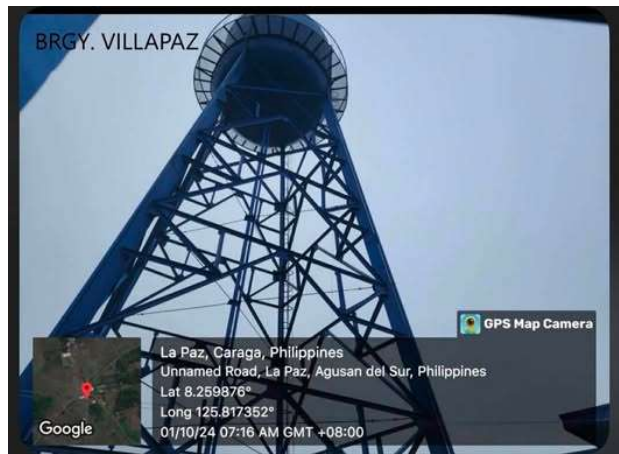 BRGY. VILLAPAZ
GPS Map Camera
La Paz, Caraga, Philippines
Unnamed Road, La Paz, Agusan del Sur, Philippines
Lat 8.259876°
Long 125.817352°
01/10/24 07:16 AM GMT +08:00
Google